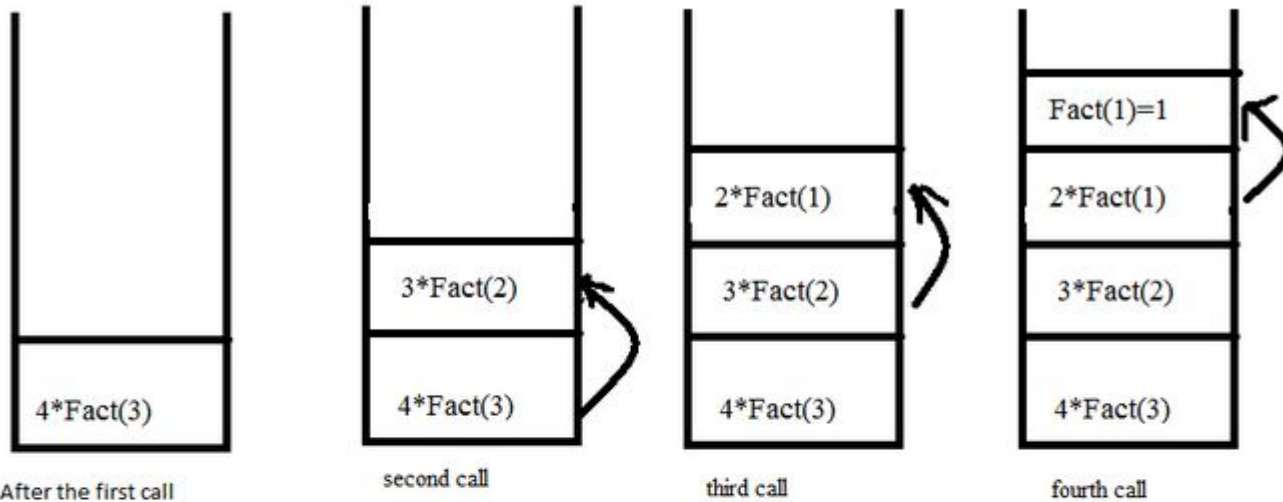 4*Fact(3)
After the first call
3*Fact(2)
4*Fact(3)
second call
2*Fact(1)
3*Fact(2)
4*Fact(3)
third call
Fact(1)=1
2*Fact(1)
3*Fact(2)
4*Fact(3)
fourth call